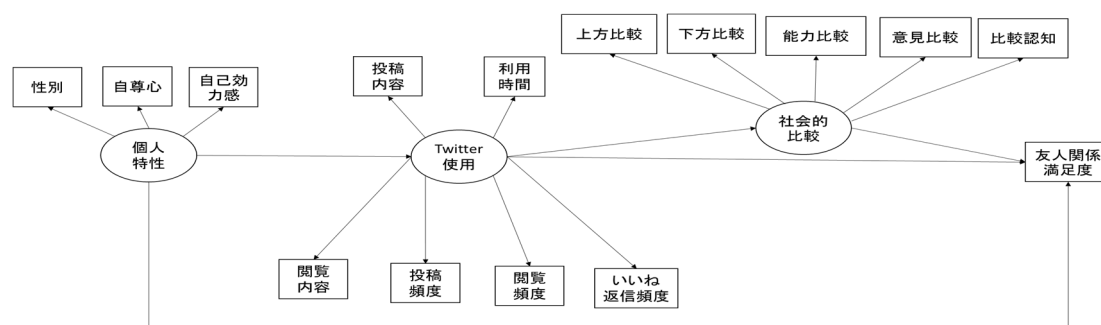 上方比較
下方比較
能力比較
意見比較
比較認知
性別
自尊心
自己効
力感
投稿
内容
利用
時間
個人
特性
Twitter
使用
社会的
比較
友人関係
満足度
閲覧
内容
投稿
頻度
閲覧
頻度
いいね
返信頻度